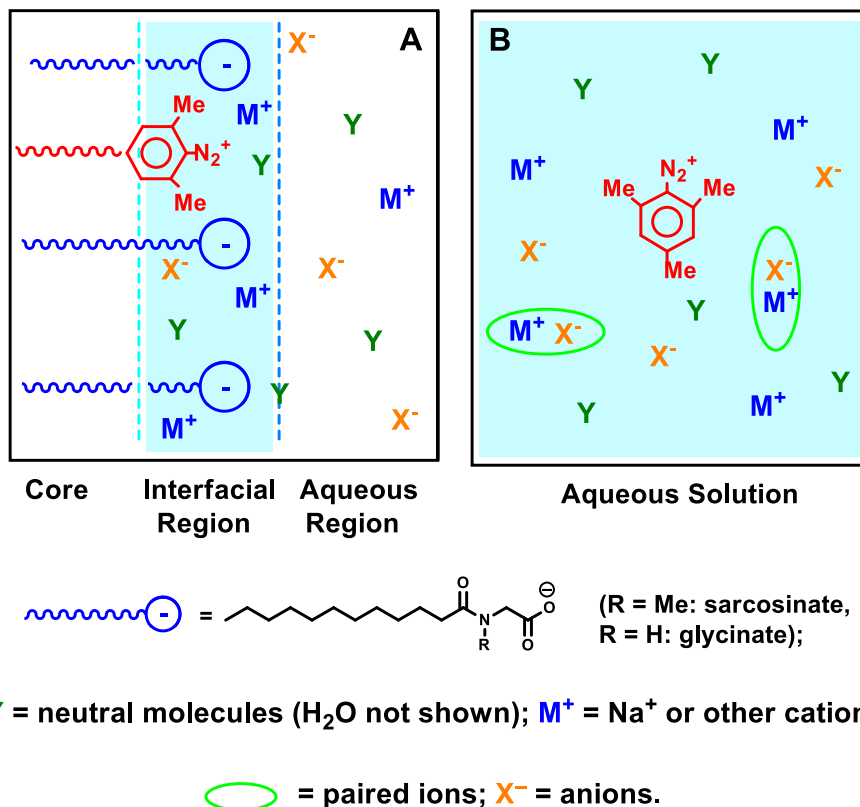 A
X⁻
Me
M⁺
Y
N₂⁺
Y
Me
M⁺
X⁻
X⁻
M⁺
Y
Y
Y
M⁺
X⁻
B
Y
Y
M⁺
M⁺
N₂⁺
Me
Me
X⁻
X⁻
Me
X⁻
M⁺
Y
M⁺ X⁻
X⁻
Y
M⁺
Y
Core
Interfacial
Region
Aqueous
Region
Aqueous Solution
- = O N R O O ⊖ (R = Me: sarcosinate,
R = H: glycinate);
Y = neutral molecules (H₂O not shown); M⁺ = Na⁺ or other cation
= paired ions; X⁻ = anions.